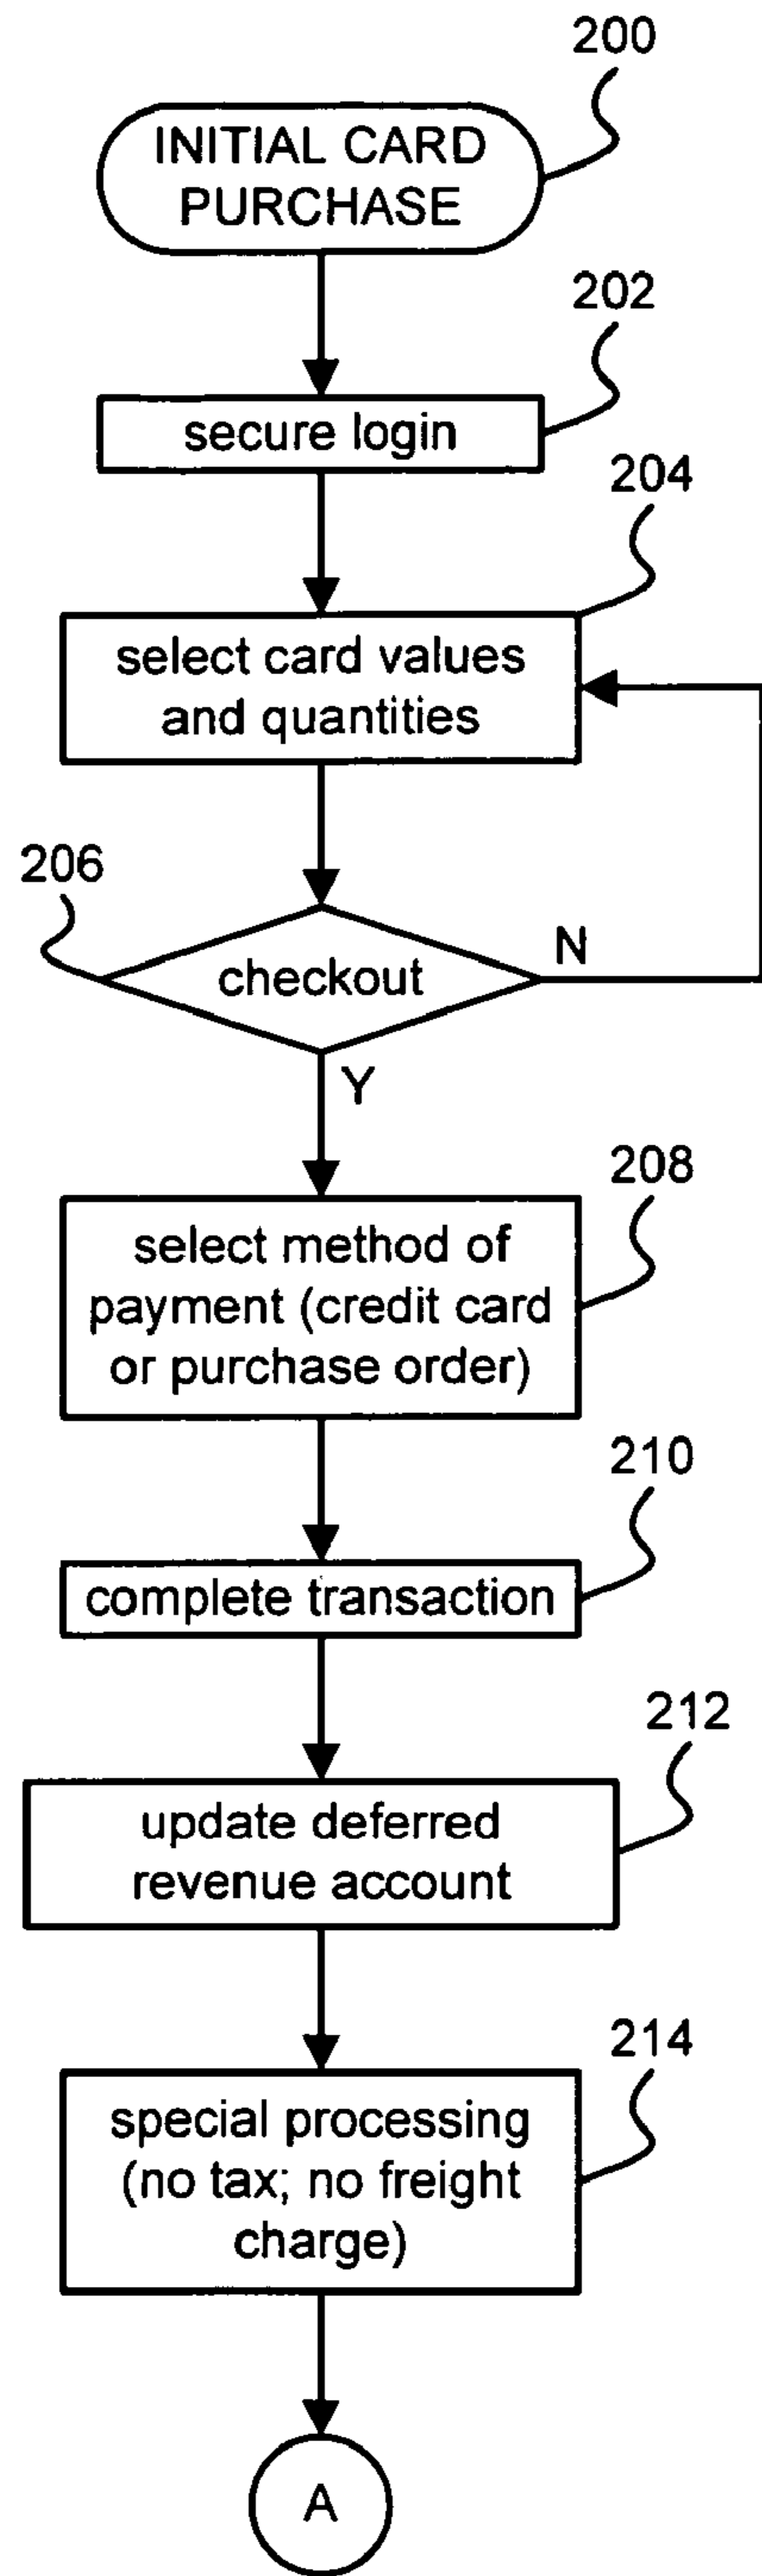 200
INITIAL CARD
PURCHASE
202
secure login
204
select card values
and quantities
206
checkout
N
Y
208
select method of
payment (credit card
or purchase order)
210
complete transaction
212
update deferred
revenue account
214
special processing
(no tax; no freight
charge)
A